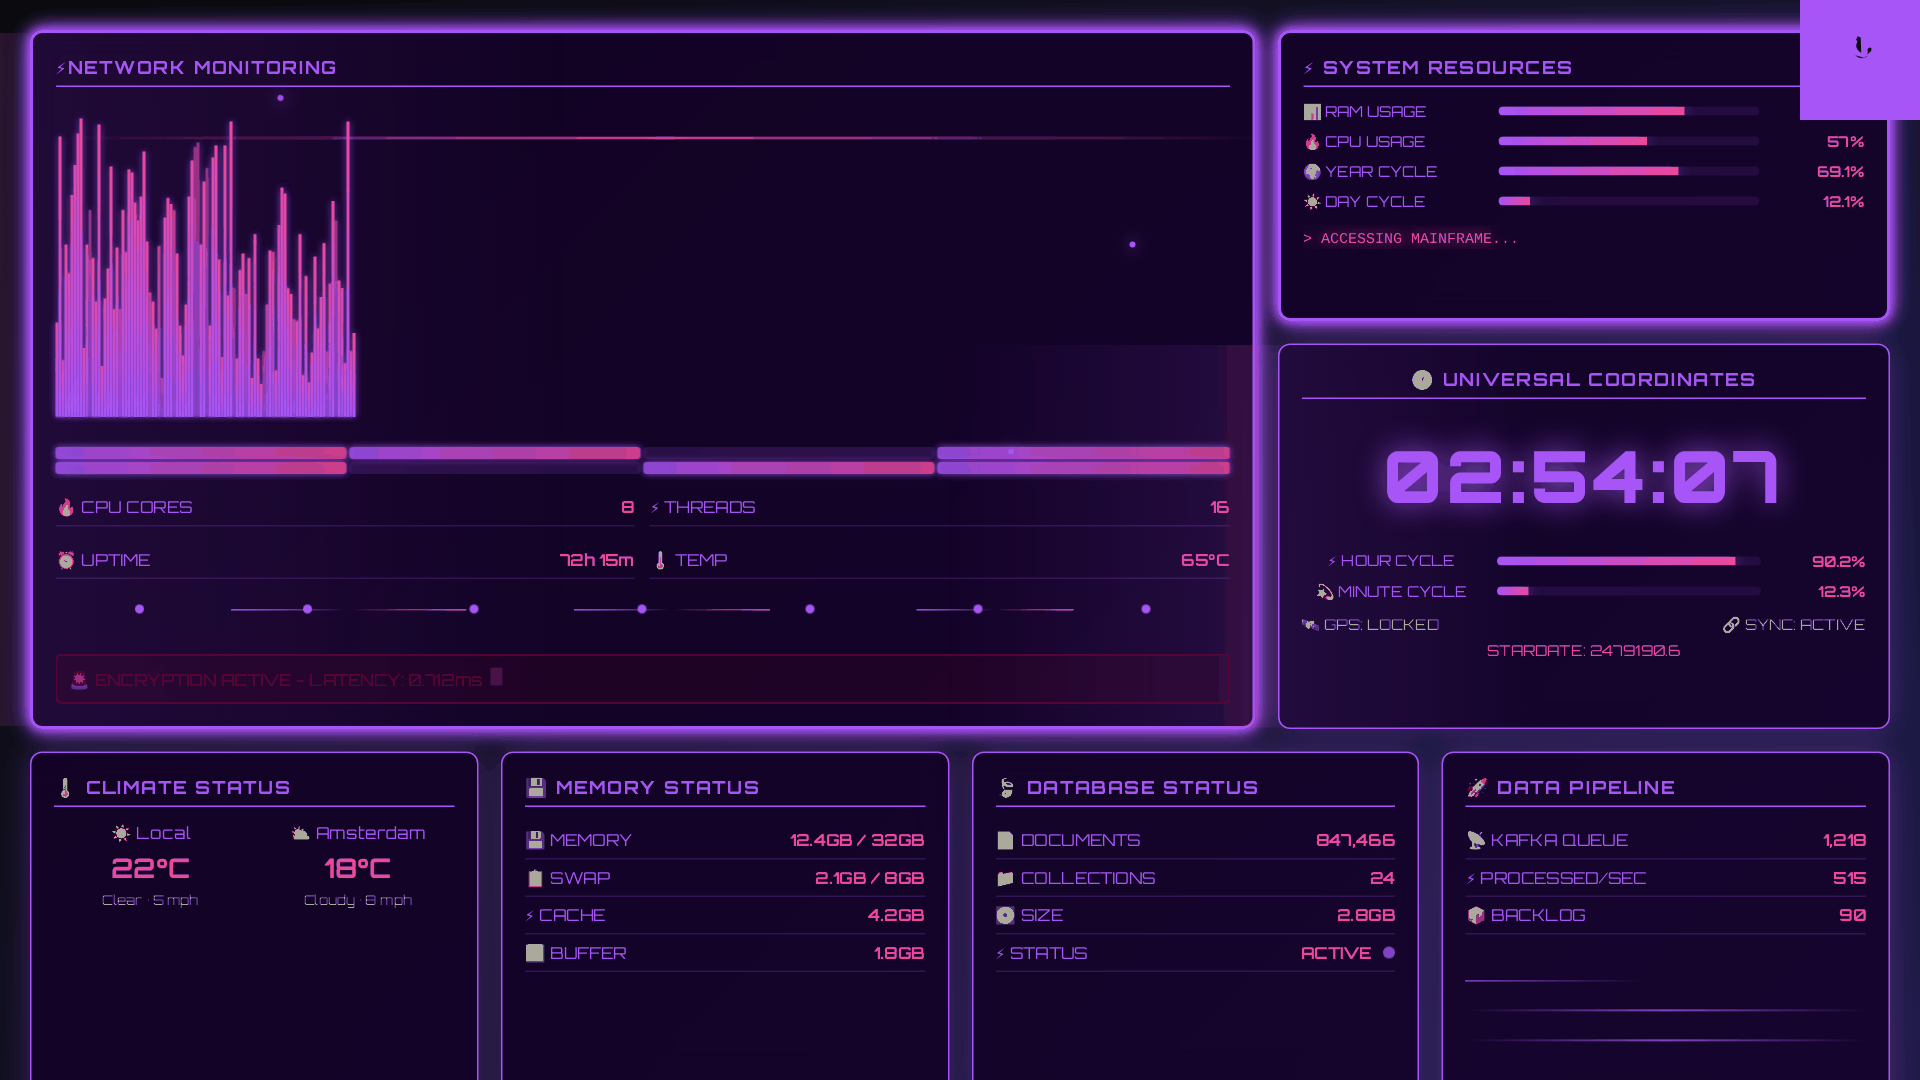 ⚡NETWORK MONITORING
CPU CORES 8
⚡ THREADS 16
UPTIME 72h 15m
TEMP 65°C
ENCRYPTION ACTIVE - LATENCY: 0.712ms
⚡ SYSTEM RESOURCES
RAM USAGE
CPU USAGE 57%
YEAR CYCLE 69.1%
DAY CYCLE 12.1%
> ACCESSING MAINFRAME...
UNIVERSAL COORDINATES
02:54:07
⚡ HOUR CYCLE 90.2%
MINUTE CYCLE 12.3%
GPS: LOCKED
SYNC: ACTIVE
STARDATE: 2479190.6
CLIMATE STATUS
Local
22°C
Clear · 5 mph
Amsterdam
18°C
Cloudy · 8 mph
MEMORY STATUS
MEMORY 12.4GB / 32GB
SWAP 2.1GB / 8GB
⚡ CACHE 4.2GB
BUFFER 1.8GB
DATABASE STATUS
DOCUMENTS 847,466
COLLECTIONS 24
SIZE 2.8GB
⚡ STATUS ACTIVE
DATA PIPELINE
KAFKA QUEUE 1,218
⚡ PROCESSED/SEC 515
BACKLOG 90